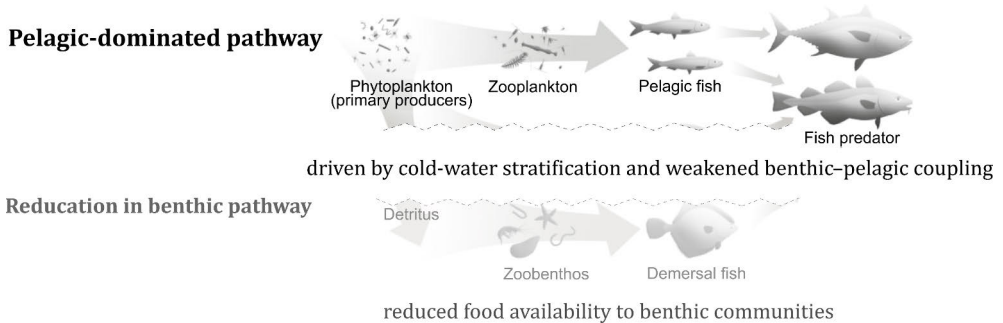 Pelagic-dominated pathway
Phytoplankton
(primary producers)
Zooplankton
Pelagic fish
Fish predator
driven by cold-water stratification and weakened benthic–pelagic coupling
Reducation in benthic pathway
Detritus
Zoobenthos
Demersal fish
reduced food availability to benthic communities